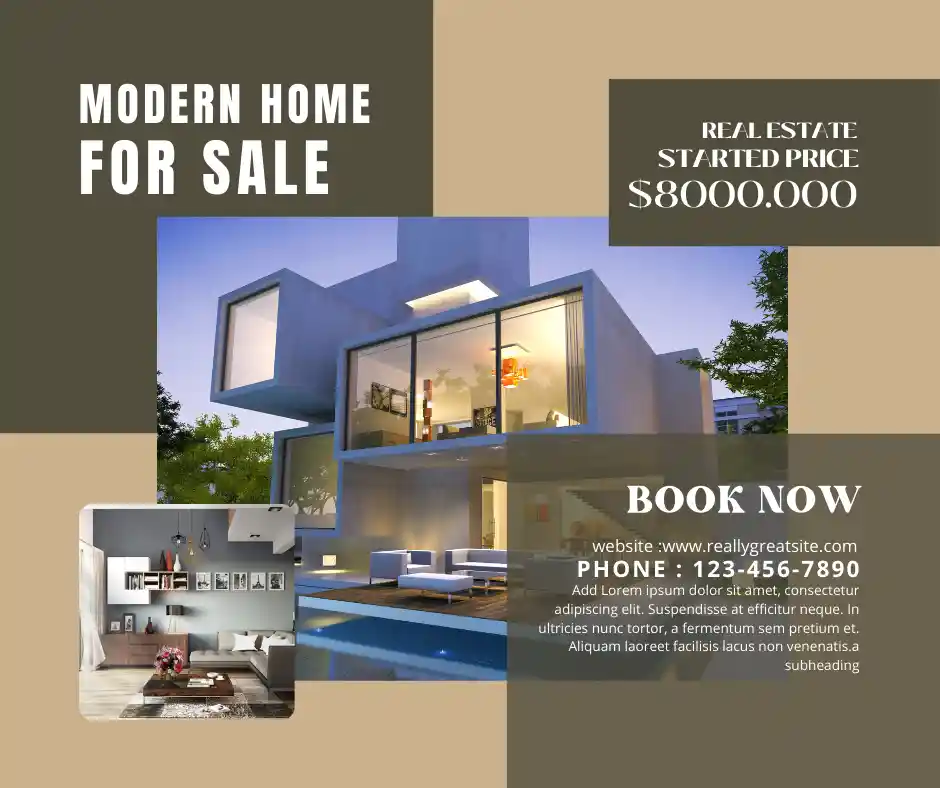 MODERN HOME
FOR SALE
REAL ESTATE
STARTED PRICE
$8000.000
BOOK NOW
website :www.reallygreatsite.com
PHONE : 123-456-7890
Add Lorem ipsum dolor sit amet, consectetur
adipiscing elit. Suspendisse at efficitur neque. In
ultricies nunc tortor, a fermentum sem pretium et.
Aliquam laoreet facilisis lacus non venenatis.a
subheading